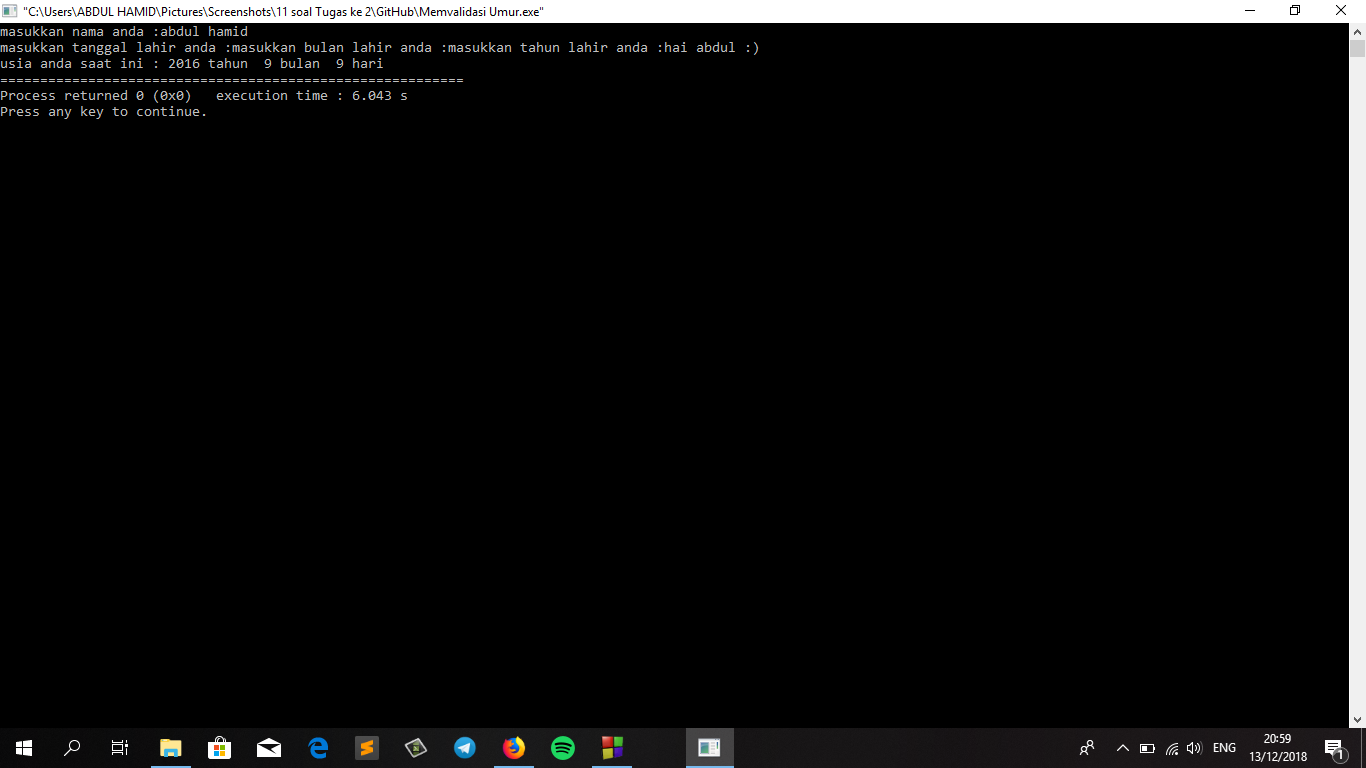 "C:\Users\ABDUL HAMID\Pictures\Screenshots\11 soal Tugas ke 2\GitHub\Memvalidasi Umur.exe"
masukkan nama anda :abdul hamid
masukkan tanggal lahir anda :masukkan bulan lahir anda :masukkan tahun lahir anda :hai abdul :)
usia anda saat ini : 2016 tahun  9 bulan  9 hari
==========================================================
Process returned 0 (0x0)   execution time : 6.043 s
Press any key to continue.
ENG
20:59
13/12/2018
1